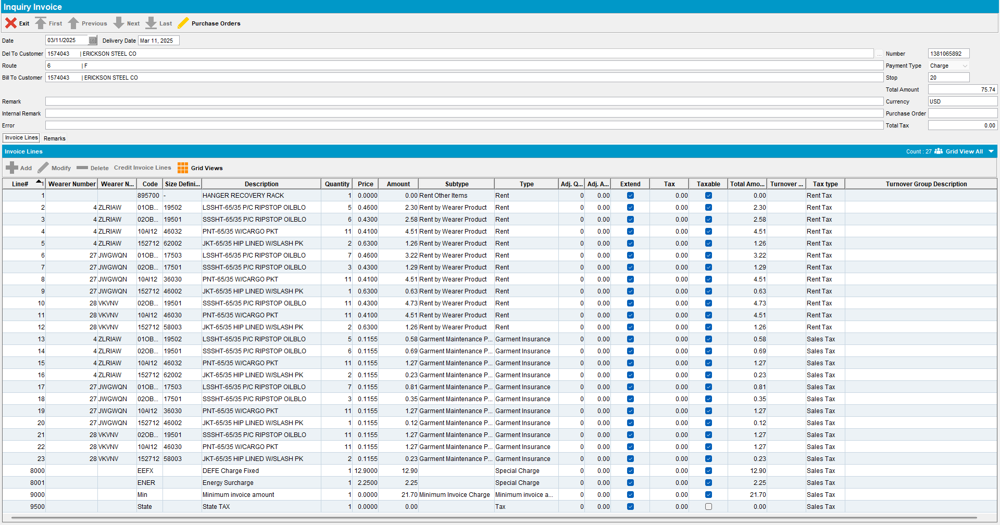 Inquiry Invoice
Exit First Previous Next Last Purchase Orders
Date 03/11/2025 16 Delivery Date Mar 11, 2025
Del To Customer 1574043 | ERICKSON STEEL CO ... Number 1381065892
Route 6 | F Payment Type Charge
Bill To Customer 1574043 | ERICKSON STEEL CO Stop 20
Total Amount 75.74
Remark Currency USD
Internal Remark Purchase Order
Error Total Tax 0.00
Invoice Lines Remarks
Invoice Lines Count : 27 Grid View All
Add Modify Delete Credit Invoice Lines Grid Views
Line# 1 Wearer Number Wearer N... Code Size Defini... Description Quantity Price Amount Subtype Type Adj. Q... Adj. A... Extend Tax Taxable Total Amo... Turnover ... Tax type Turnover Group Description
1 895700 - HANGER RECOVERY RACK 1 0.0000 0.00 Rent Other Items Rent 0 0.00 0.00 0.00 Rent Tax
2 4 ZLRIAW 01OB... 19502 LSSHT-65/35 P/C RIPSTOP OILBLO 5 0.4600 2.30 Rent by Wearer Product Rent 0 0.00 0.00 2.30 Rent Tax
3 4 ZLRIAW 02OB... 19501 SSSHT-65/35 P/C RIPSTOP OILBLO 6 0.4300 2.58 Rent by Wearer Product Rent 0 0.00 0.00 2.58 Rent Tax
4 4 ZLRIAW 10AI12 46032 PNT-65/35 W/CARGO PKT 11 0.4100 4.51 Rent by Wearer Product Rent 0 0.00 0.00 4.51 Rent Tax
5 4 ZLRIAW 152712 62002 JKT-65/35 HIP LINED W/SLASH PK 2 0.6300 1.26 Rent by Wearer Product Rent 0 0.00 0.00 1.26 Rent Tax
6 27 JWGWQN 01OB... 17503 LSSHT-65/35 P/C RIPSTOP OILBLO 7 0.4600 3.22 Rent by Wearer Product Rent 0 0.00 0.00 3.22 Rent Tax
7 27 JWGWQN 02OB... 17501 SSSHT-65/35 P/C RIPSTOP OILBLO 3 0.4300 1.29 Rent by Wearer Product Rent 0 0.00 0.00 1.29 Rent Tax
8 27 JWGWQN 10AI12 36030 PNT-65/35 W/CARGO PKT 11 0.4100 4.51 Rent by Wearer Product Rent 0 0.00 0.00 4.51 Rent Tax
9 27 JWGWQN 152712 46002 JKT-65/35 HIP LINED W/SLASH PK 1 0.6300 0.63 Rent by Wearer Product Rent 0 0.00 0.00 0.63 Rent Tax
10 28 VKVNV 02OB... 19501 SSSHT-65/35 P/C RIPSTOP OILBLO 11 0.4300 4.73 Rent by Wearer Product Rent 0 0.00 0.00 4.73 Rent Tax
11 28 VKVNV 10AI12 46030 PNT-65/35 W/CARGO PKT 11 0.4100 4.51 Rent by Wearer Product Rent 0 0.00 0.00 4.51 Rent Tax
12 28 VKVNV 152712 58003 JKT-65/35 HIP LINED W/SLASH PK 2 0.6300 1.26 Rent by Wearer Product Rent 0 0.00 0.00 1.26 Rent Tax
13 4 ZLRIAW 01OB... 19502 LSSHT-65/35 P/C RIPSTOP OILBLO 5 0.1155 0.58 Garment Maintenance P... Garment Insurance 0 0.00 0.00 0.58 Sales Tax
14 4 ZLRIAW 02OB... 19501 SSSHT-65/35 P/C RIPSTOP OILBLO 6 0.1155 0.69 Garment Maintenance P... Garment Insurance 0 0.00 0.00 0.69 Sales Tax
15 4 ZLRIAW 10AI12 46032 PNT-65/35 W/CARGO PKT 11 0.1155 1.27 Garment Maintenance P... Garment Insurance 0 0.00 0.00 1.27 Sales Tax
16 4 ZLRIAW 152712 62002 JKT-65/35 HIP LINED W/SLASH PK 2 0.1155 0.23 Garment Maintenance P... Garment Insurance 0 0.00 0.00 0.23 Sales Tax
17 27 JWGWQN 01OB... 17503 LSSHT-65/35 P/C RIPSTOP OILBLO 7 0.1155 0.81 Garment Maintenance P... Garment Insurance 0 0.00 0.00 0.81 Sales Tax
18 27 JWGWQN 02OB... 17501 SSSHT-65/35 P/C RIPSTOP OILBLO 3 0.1155 0.35 Garment Maintenance P... Garment Insurance 0 0.00 0.00 0.35 Sales Tax
19 27 JWGWQN 10AI12 36030 PNT-65/35 W/CARGO PKT 11 0.1155 1.27 Garment Maintenance P... Garment Insurance 0 0.00 0.00 1.27 Sales Tax
20 27 JWGWQN 152712 46002 JKT-65/35 HIP LINED W/SLASH PK 1 0.1155 0.12 Garment Maintenance P... Garment Insurance 0 0.00 0.00 0.12 Sales Tax
21 28 VKVNV 02OB... 19501 SSSHT-65/35 P/C RIPSTOP OILBLO 11 0.1155 1.27 Garment Maintenance P... Garment Insurance 0 0.00 0.00 1.27 Sales Tax
22 28 VKVNV 10AI12 46030 PNT-65/35 W/CARGO PKT 11 0.1155 1.27 Garment Maintenance P... Garment Insurance 0 0.00 0.00 1.27 Sales Tax
23 28 VKVNV 152712 58003 JKT-65/35 HIP LINED W/SLASH PK 2 0.1155 0.23 Garment Maintenance P... Garment Insurance 0 0.00 0.00 0.23 Sales Tax
8000 EEFX DEFE Charge Fixed 1 12.9000 12.90 Special Charge 0 0.00 0.00 12.90 Sales Tax
8001 ENER Energy Surcharge 1 2.2500 2.25 Special Charge 0 0.00 0.00 2.25 Sales Tax
9000 Min Minimum invoice amount 1 0.0000 21.70 Minimum Invoice Charge Minimum invoice a... 0 0.00 0.00 21.70 Sales Tax
9500 State State TAX 1 0.0000 0.00 Tax 0 0.00 0.00 0.00 Sales Tax